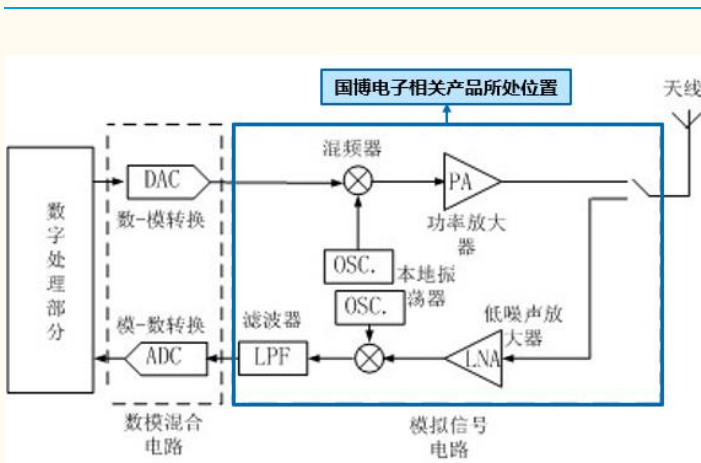 国博电子相关产品所处位置
天线
混频器
DAC
PA
数-模转换
功率放大
器
数字处理部分
OSC.
本地振
荡器
OSC.
模-数转换
滤波器
低噪声放
大器
ADC
LPF
LNA
数模混合
电路
模拟信号
电路